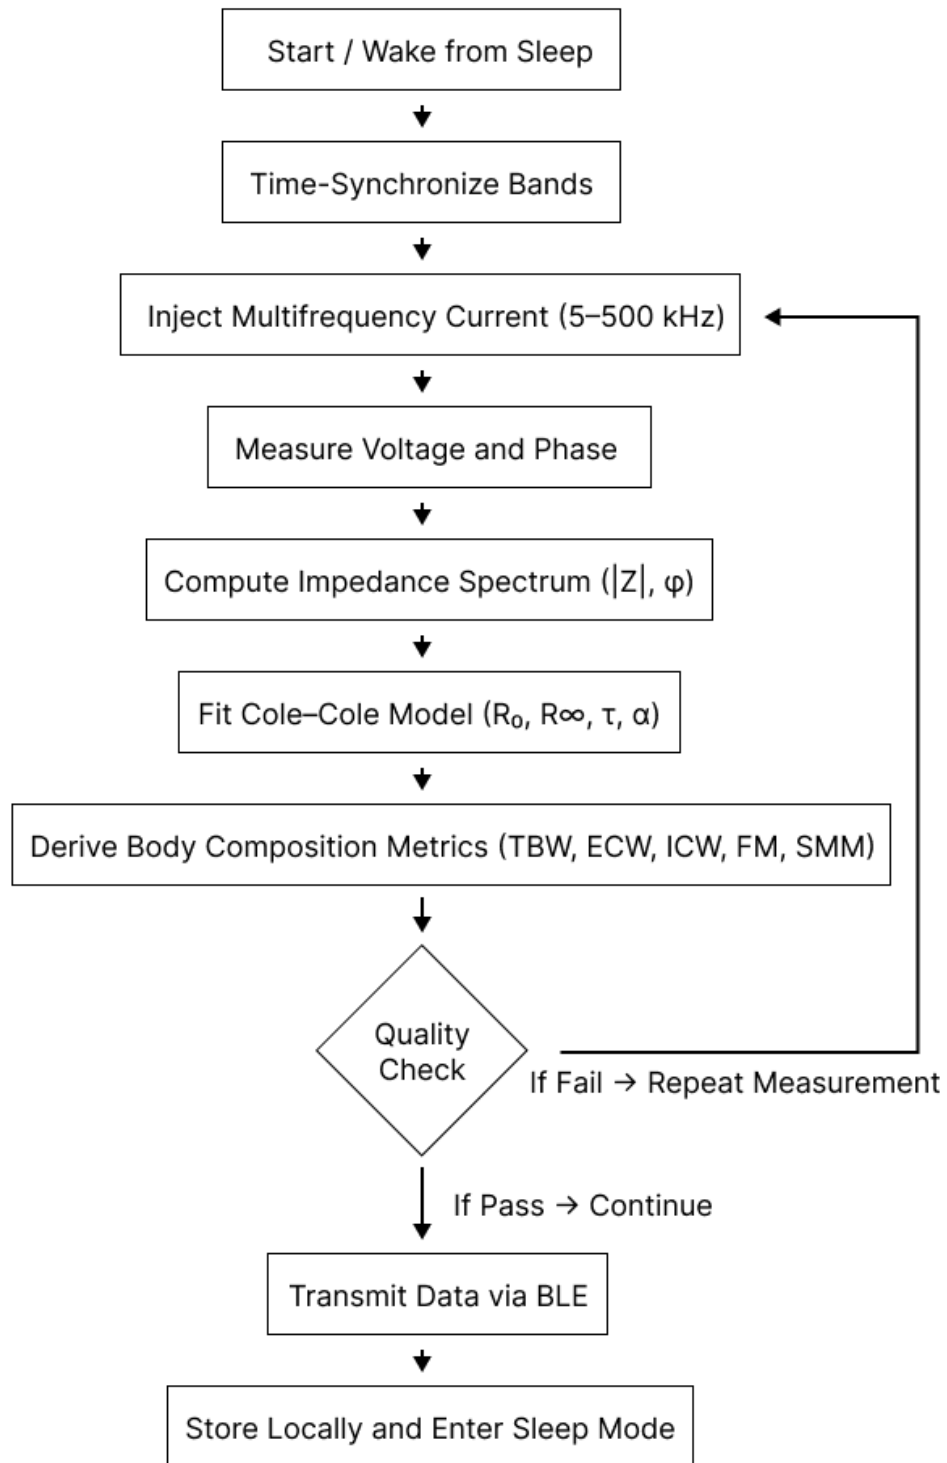 Start / Wake from Sleep
Time-Synchronize Bands
Inject Multifrequency Current (5–500 kHz)
Measure Voltage and Phase
Compute Impedance Spectrum (|Z|, φ)
Fit Cole–Cole Model (R₀, R∞, τ, α)
Derive Body Composition Metrics (TBW, ECW, ICW, FM, SMM)
Quality
Check
If Fail → Repeat Measurement
If Pass → Continue
Transmit Data via BLE
Store Locally and Enter Sleep Mode